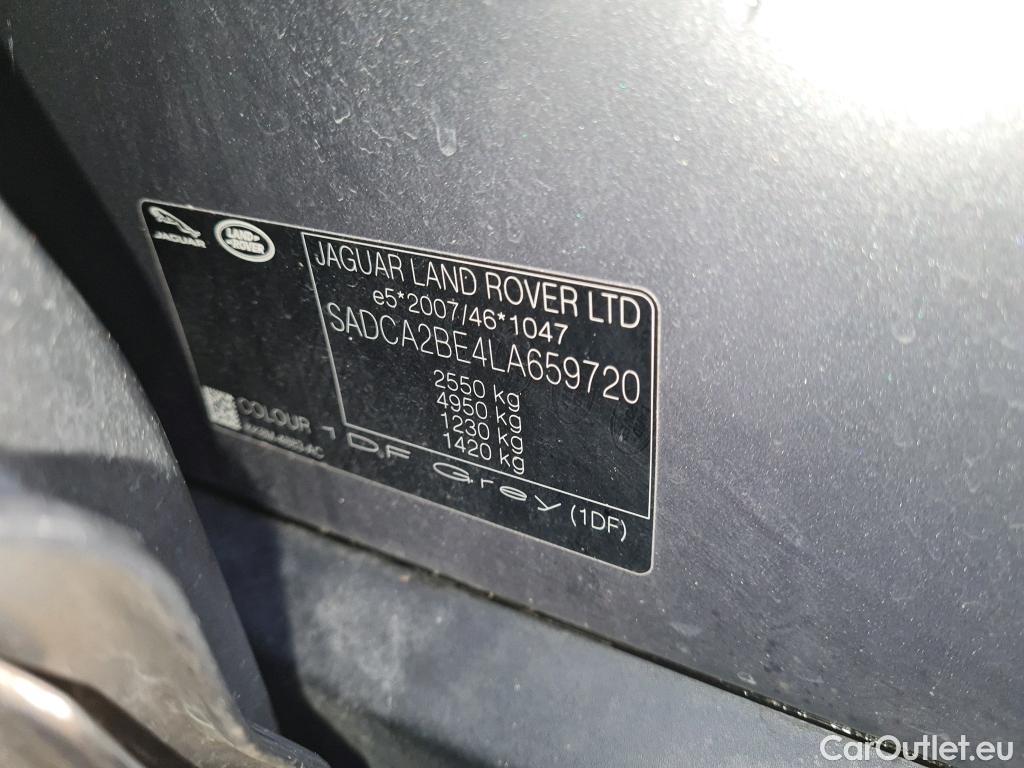 JAGUAR
LAND
ROVER
JAGUAR LAND ROVER LTD
e5*2007/46*1047
SADCA2BE4LA659720
2550 kg
4950 kg
1230 kg
1420 kg
COLOUR
1DF Grey (1DF)
CarOutlet.eu